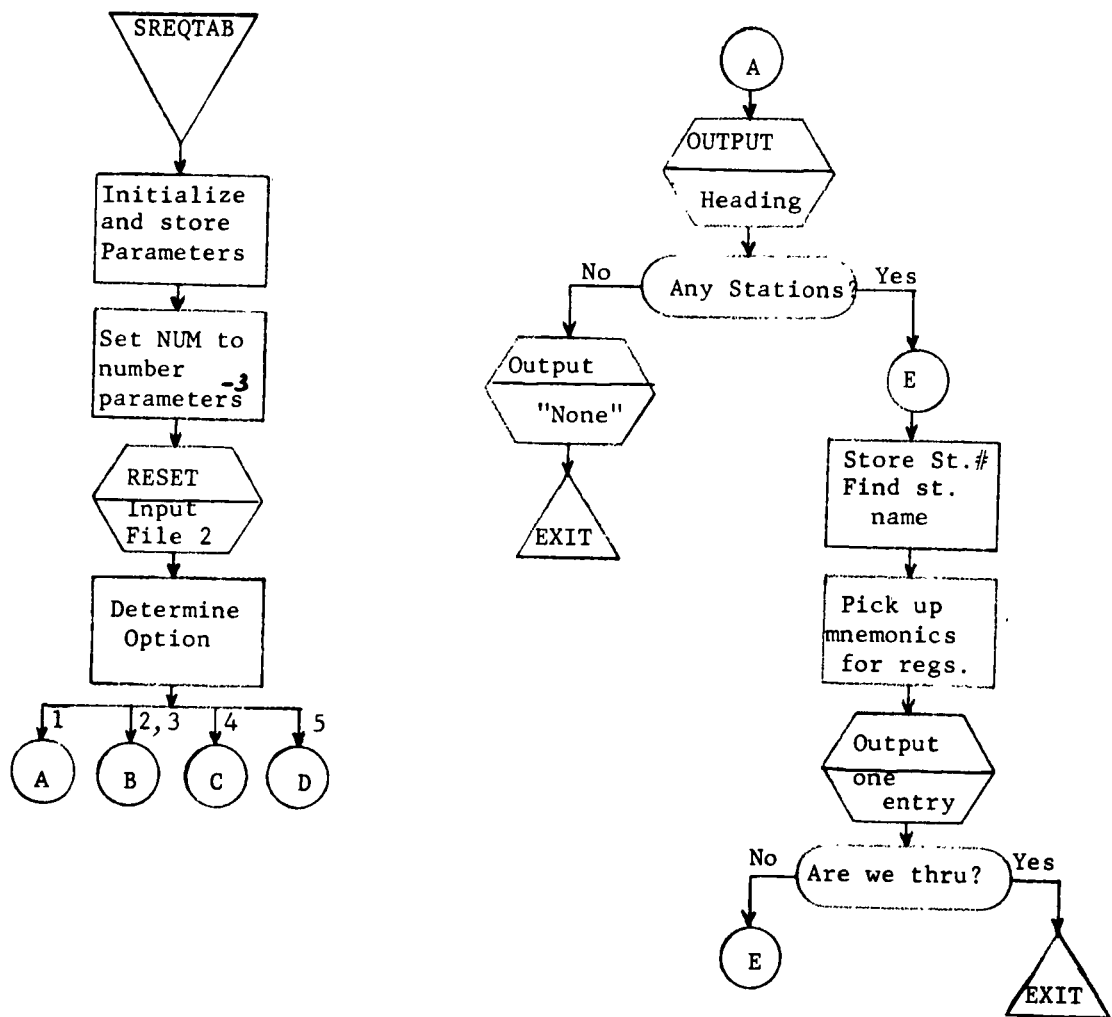 SREQTAB
Initialize
and store
Parameters
Set NUM to
number
parameters -3
RESET
Input
File 2
Determine
Option
1
2,3
4
5
A
B
C
D
A
OUTPUT
Heading
No
Any Stations?
Yes
Output
"None"
EXIT
E
Store St.#
Find st.
name
Pick up
mnemonics
for regs.
Output
one
entry
No
Are we thru?
Yes
E
EXIT